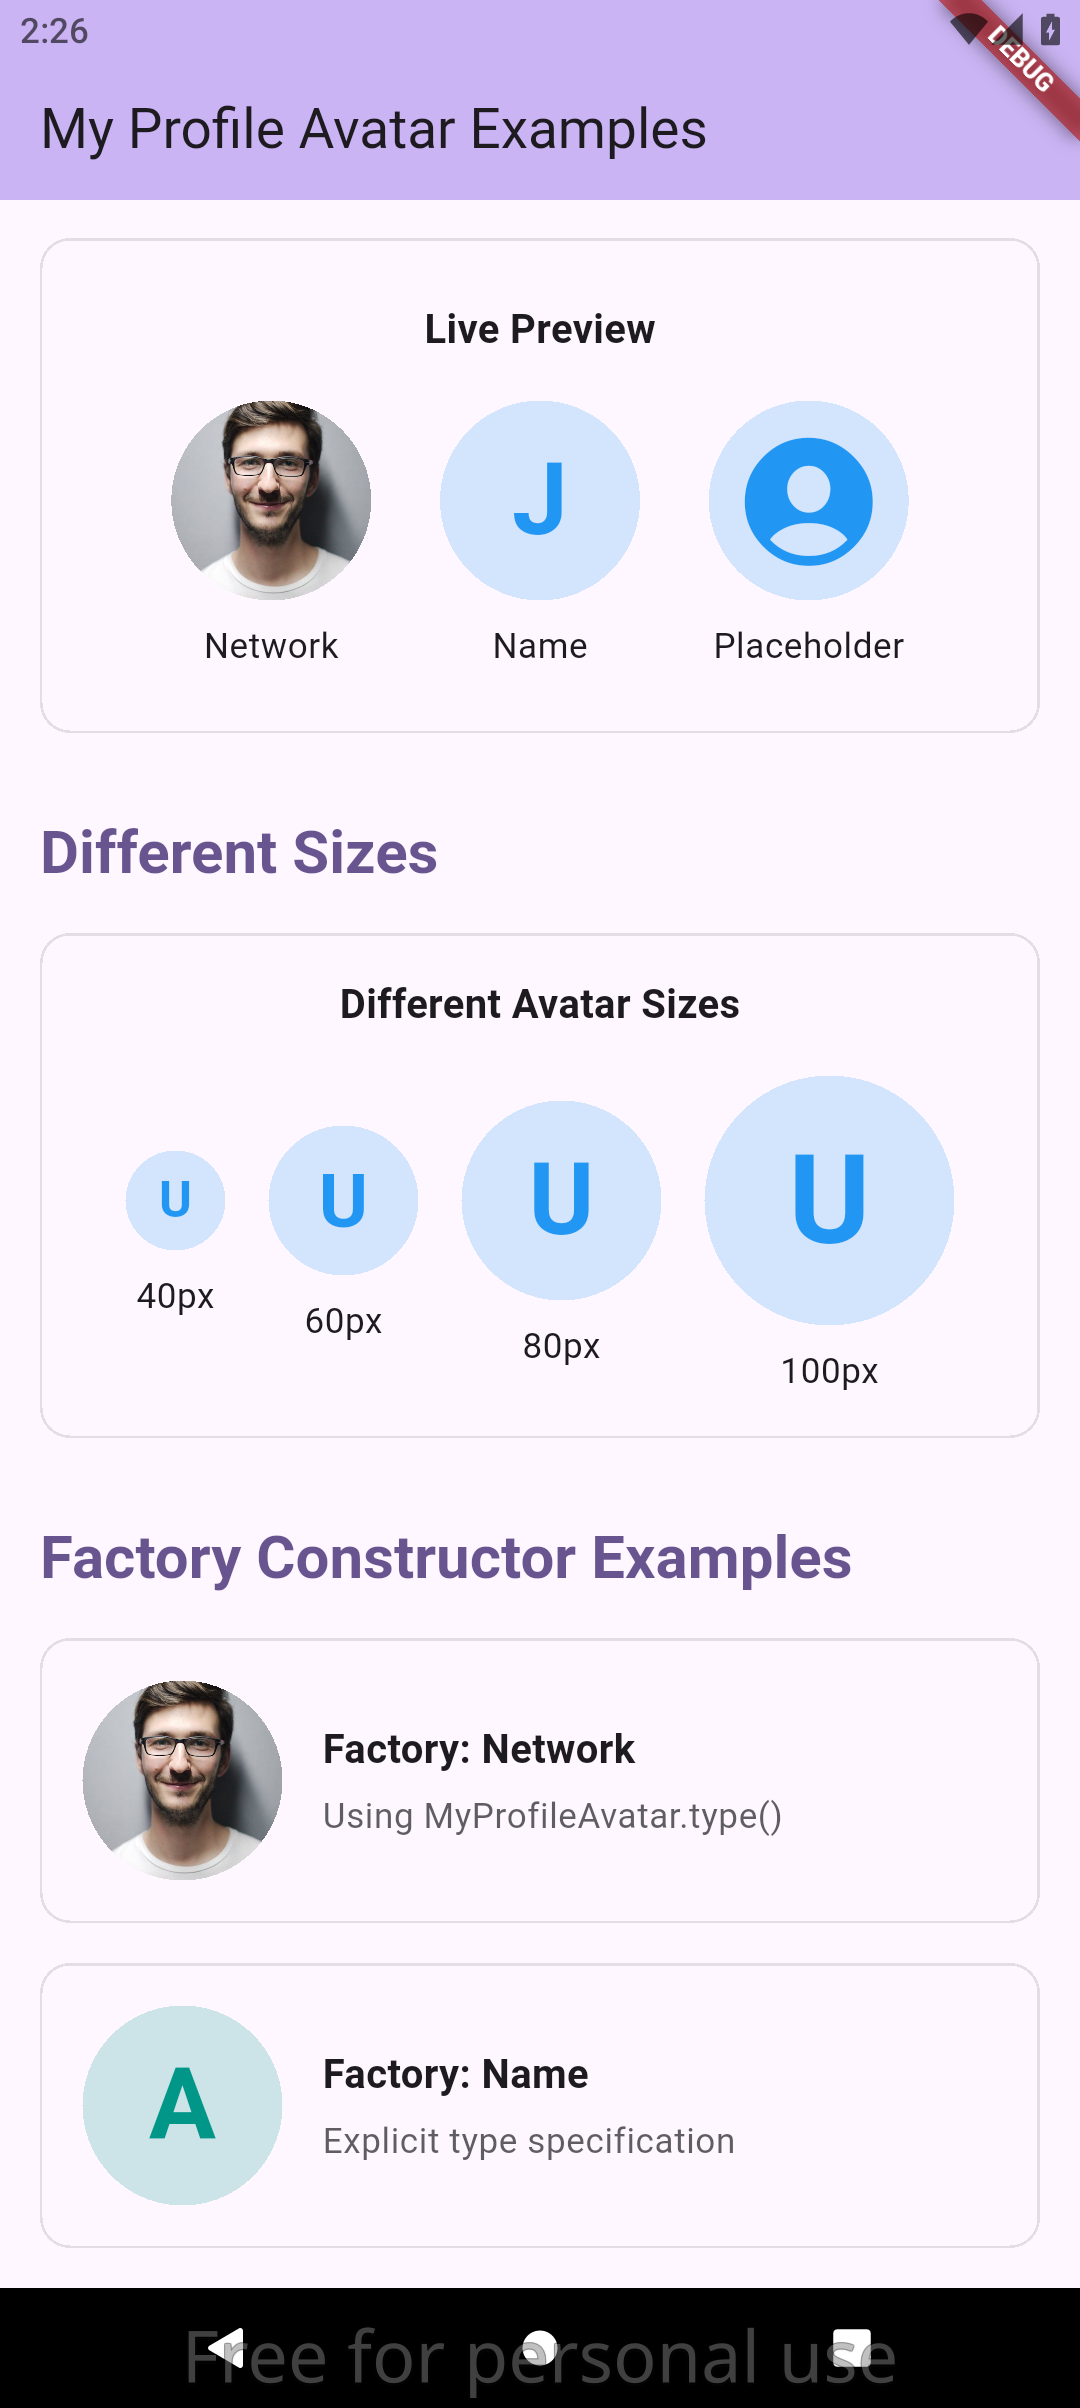 2:26
DEBUG
My Profile Avatar Examples
Live Preview
J
Network
Name
Placeholder
Different Sizes
Different Avatar Sizes
U
U
U
U
40px
60px
80px
100px
Factory Constructor Examples
Factory: Network
Using MyProfileAvatar.type()
A
Factory: Name
Explicit type specification
Free for personal use